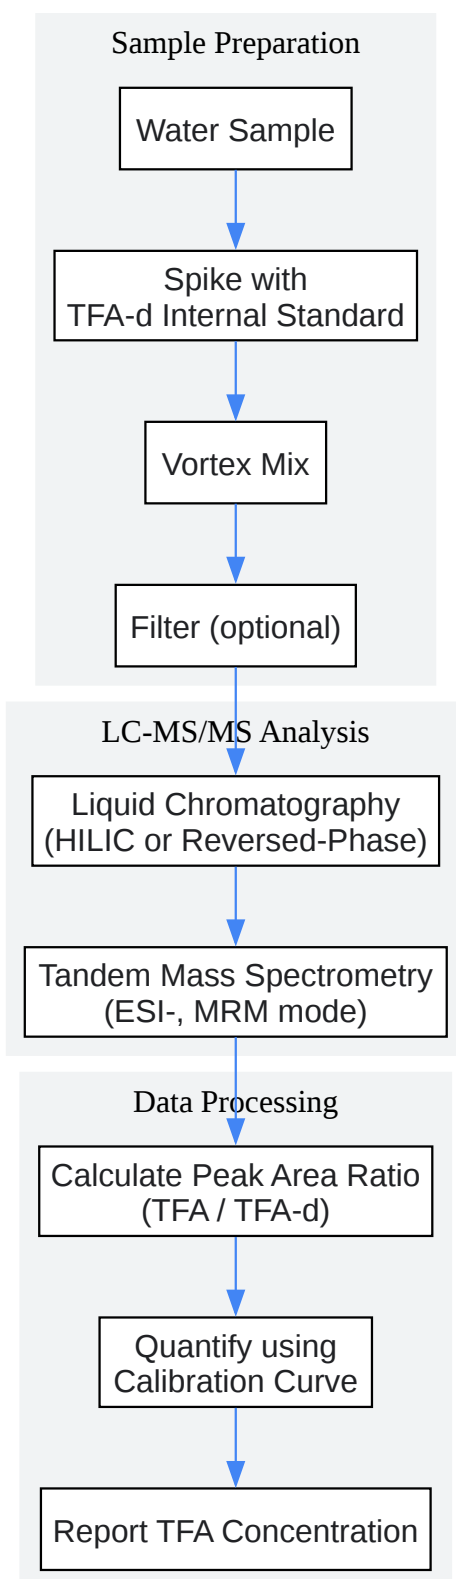 Sample Preparation
Water Sample
Spike with
TFA-d Internal Standard
Vortex Mix
Filter (optional)
LC-MS/MS Analysis
Liquid Chromatography
(HILIC or Reversed-Phase)
Tandem Mass Spectrometry
(ESI-, MRM mode)
Data Processing
Calculate Peak Area Ratio
(TFA / TFA-d)
Quantify using
Calibration Curve
Report TFA Concentration